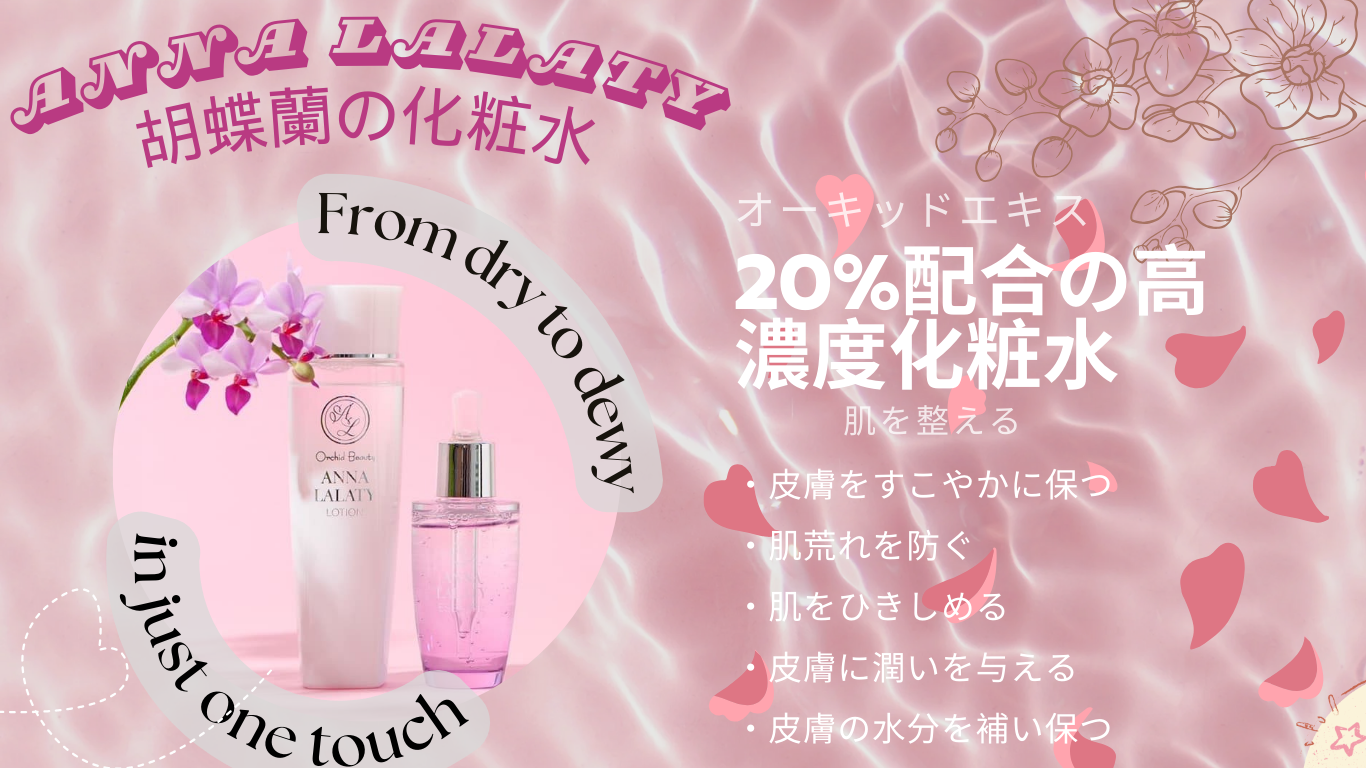 ANNA LALATY
胡蝶蘭の化粧水
From dry to dewy
in just one touch
Orchid Beauty
ANNA
LALATY
LOTION
オーキッドエキス
20%配合の高
濃度化粧水
肌を整える
・皮膚をすこやかに保つ
・肌荒れを防ぐ
・肌をひきしめる
・皮膚に潤いを与える
・皮膚の水分を補い保つ